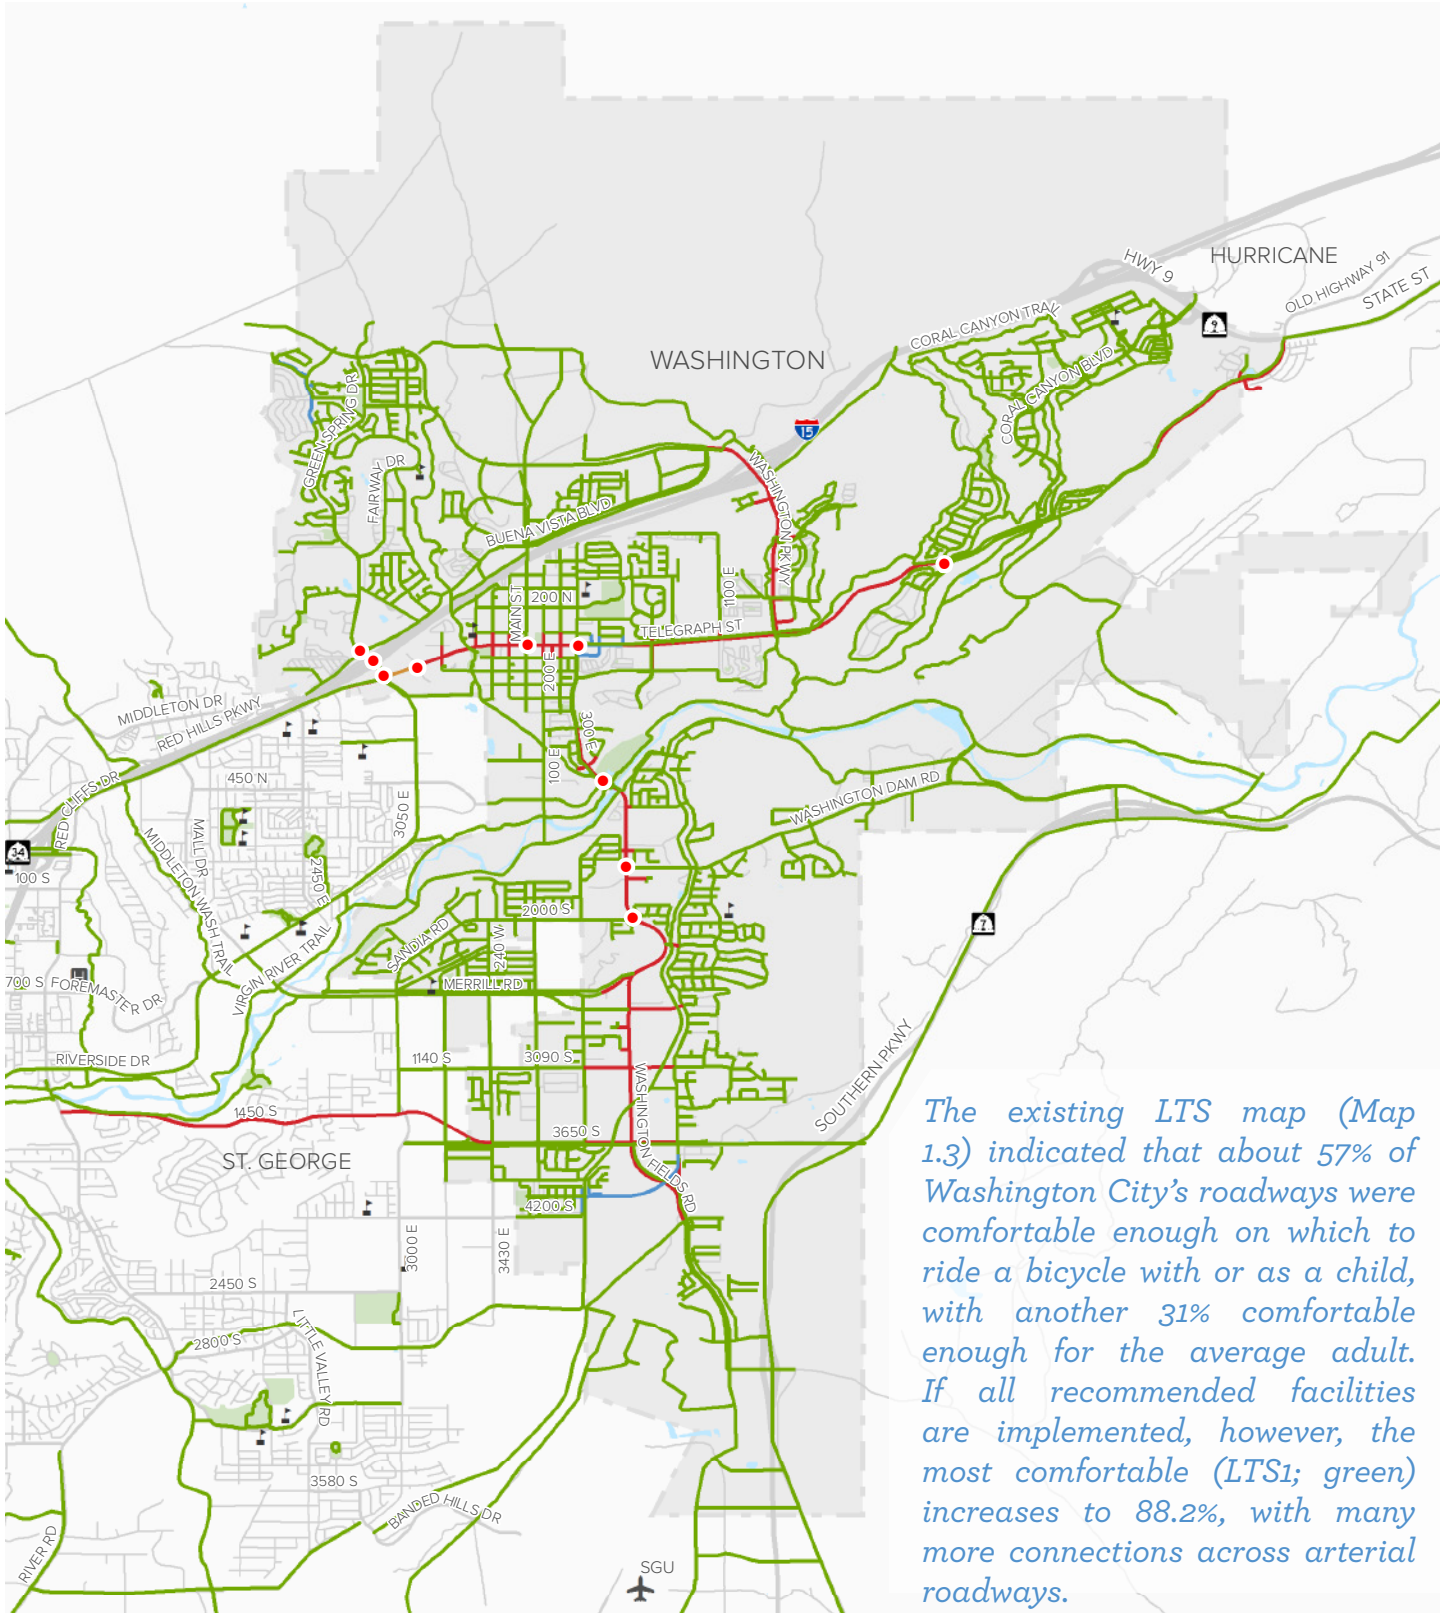 HWY 9
HURRICANE
OLD HIGHWAY 91
STATE ST
9
CORAL CANYON TRAIL
WASHINGTON
CORAL CANYON BLVD
15
GREEN SPRING DR
FAIRWAY DR
WASHINGTON PKWY
BUENA VISTA BLVD
1100 E
200 N
MAIN ST
TELEGRAPH ST
200 E
MIDDLETON DR
RED HILLS PKWY
300 E
100 E
450 N
WASHINGTON DAM RD
RED CLIFFS DR
3050 E
MALL DR
MIDDLETON WASH TRAIL
34
100 S
2450 E
2000 S
7
SANDIA RD
240 W
VIRGIN RIVER TRAIL
700 S
FOREMASTER DR
MERRILL RD
RIVERSIDE DR
1140 S
3090 S
WASHINGTON FIELDS RD
SOUTHERN PKWY
1450 S
3650 S
ST. GEORGE
4200 S
3000 E
3430 E
2450 S
2800 S
LITTLE VALLEY RD
3580 S
BANDED HILLS DR
RIVER RD
SGU
The existing LTS map (Map
1.3) indicated that about 57% of
Washington City's roadways were
comfortable enough on which to
ride a bicycle with or as a child,
with another 31% comfortable
enough for the average adult.
If all recommended facilities
are implemented, however, the
most comfortable (LTS1; green)
increases to 88.2%, with many
more connections across arterial
roadways.